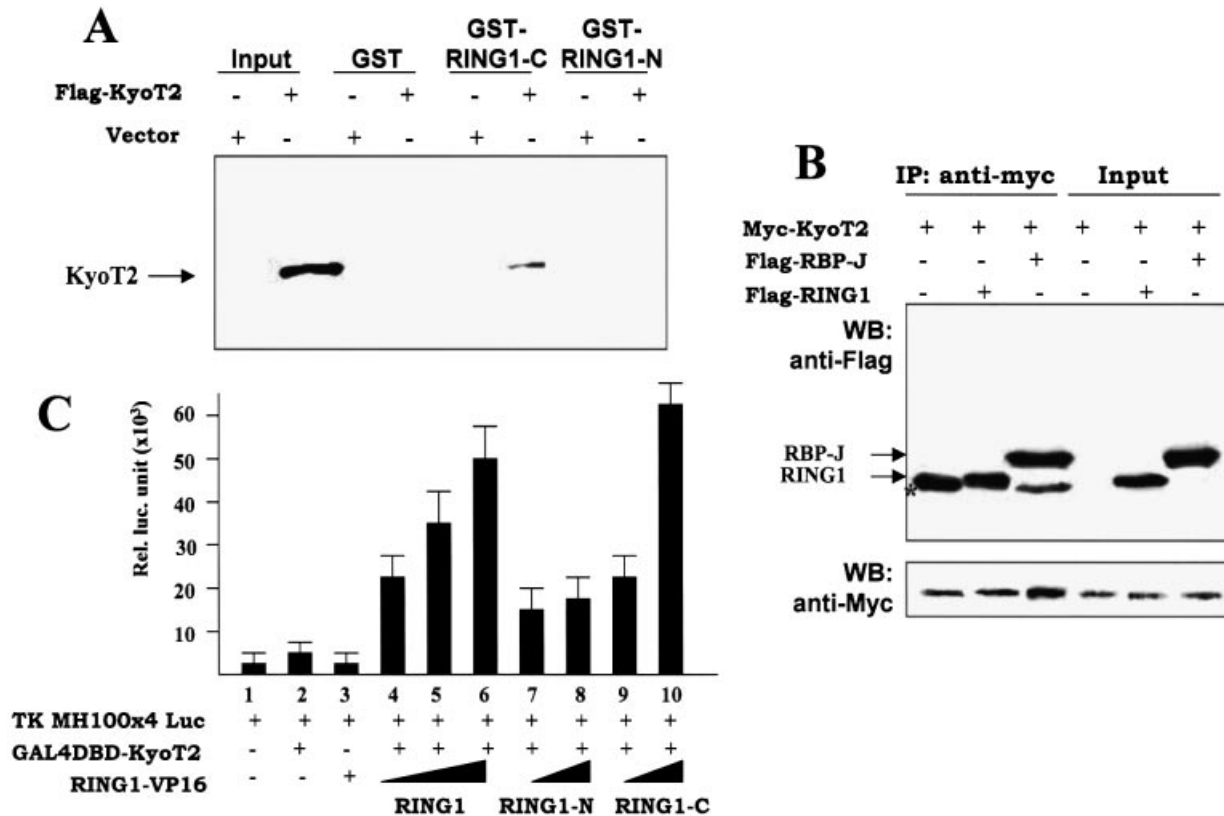 A
Input GST GST-RING1-C GST-RING1-N
Flag-KyoT2 - + - + - + - +
Vector + - + - + - + -
KyoT2
B
IP: anti-myc Input
Myc-KyoT2 + + + + + +
Flag-RBP-J - - + - - +
Flag-RING1 - + - - + -
WB:
anti-Flag
RBP-J
RING1
*
WB:
anti-Myc
C
Rel. luc. unit (x10³)
60
50
40
30
20
10
1 2 3 4 5 6 7 8 9 10
TK MH100x4 Luc + + + + + + + + + +
GAL4DBD-KyoT2 - + - + + + + + + +
RING1-VP16 - - +
RING1 RING1-N RING1-C